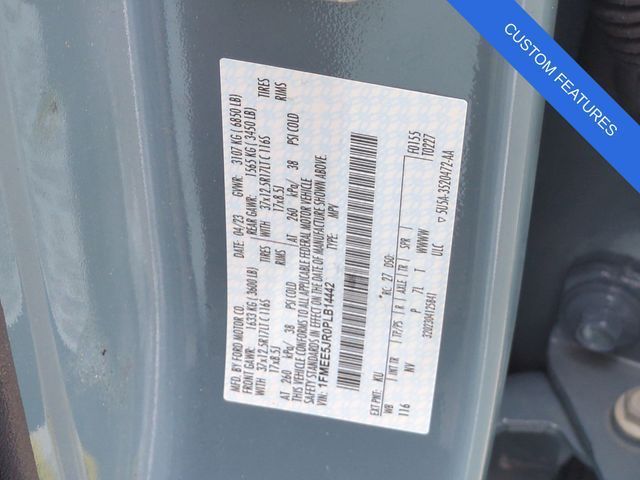 CUSTOM FEATURES
MFD. BY FORD MOTOR CO. DATE: 04/23 GVWR: 3107 KG ( 6850 LB)
FRONT GAWR: 1633 KG ( 3600 LB) REAR GAWR: 1565 KG ( 3450 LB)
WITH 37x12.5R17LT C 116S TIRES WITH 37x12.5R17LT C 116S TIRES
17x8.5J RIMS 17x8.5J RIMS
AT 260 kPa/ 38 PSI COLD AT 260 kPa/ 38 PSI COLD
THIS VEHICLE CONFORMS TO ALL APPLICABLE FEDERAL MOTOR VEHICLE
SAFETY STANDARDS IN EFFECT ON THE DATE OF MANUFACTURE SHOWN ABOVE.
VIN: 1FMEE5JR0PLB14442 TYPE: MPV
F0155
T0227
EXT PNT: KU RC: 27 DSO:
WB INT TR TP/PS R AXLE TR SPR
116 NV P ZL T WWWW
ULC 5U5A-3520472-AA